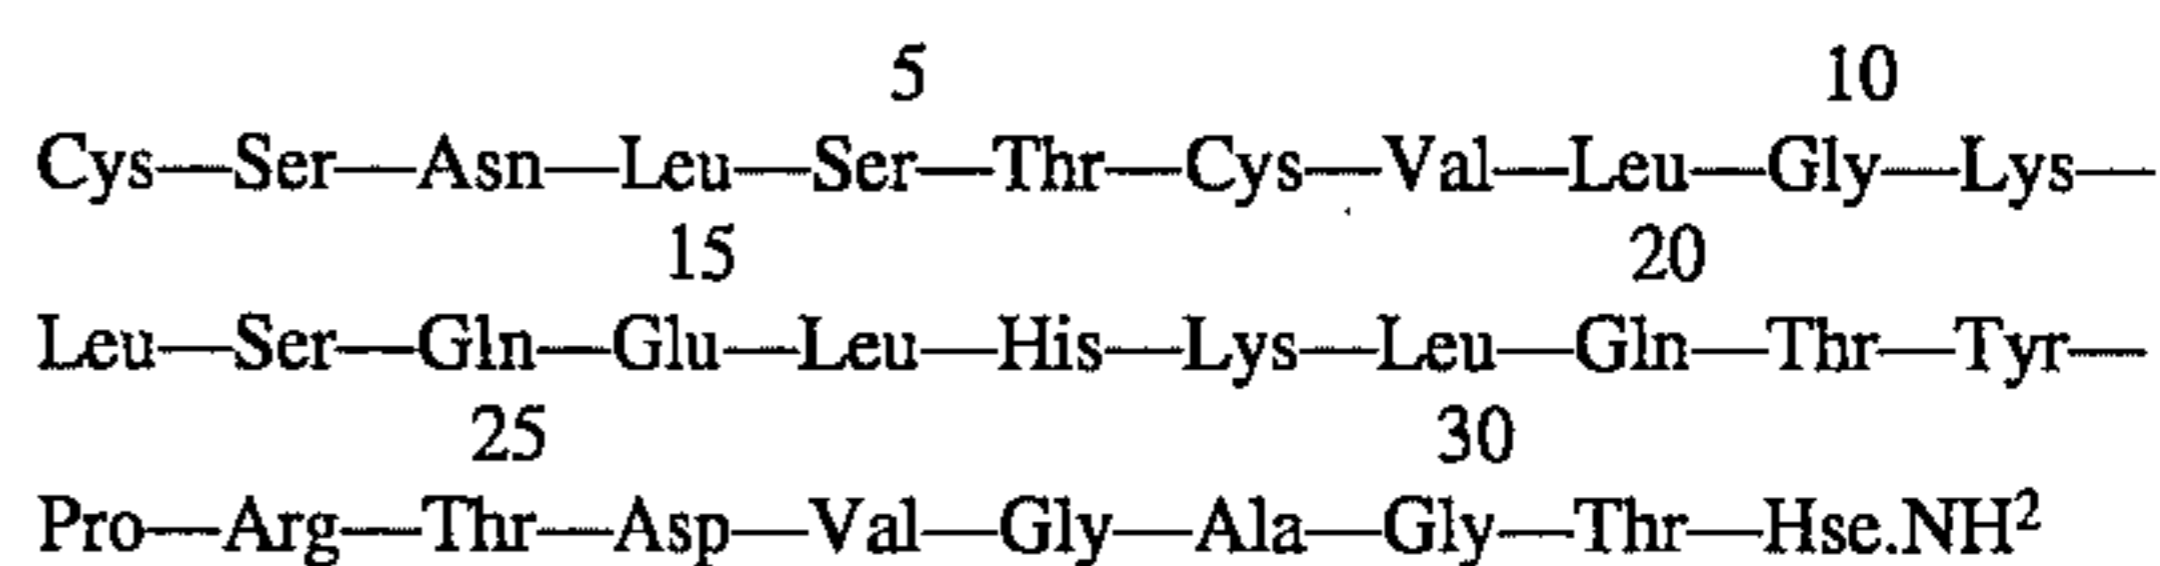 5 10
Cys—Ser—Asn—Leu—Ser—Thr—Cys—Val—Leu—Gly—Lys—
15 20
Leu—Ser—Gln—Glu—Leu—His—Lys—Leu—Gln—Thr—Tyr—
25 30
Pro—Arg—Thr—Asp—Val—Gly—Ala—Gly—Thr—Hse.NH²